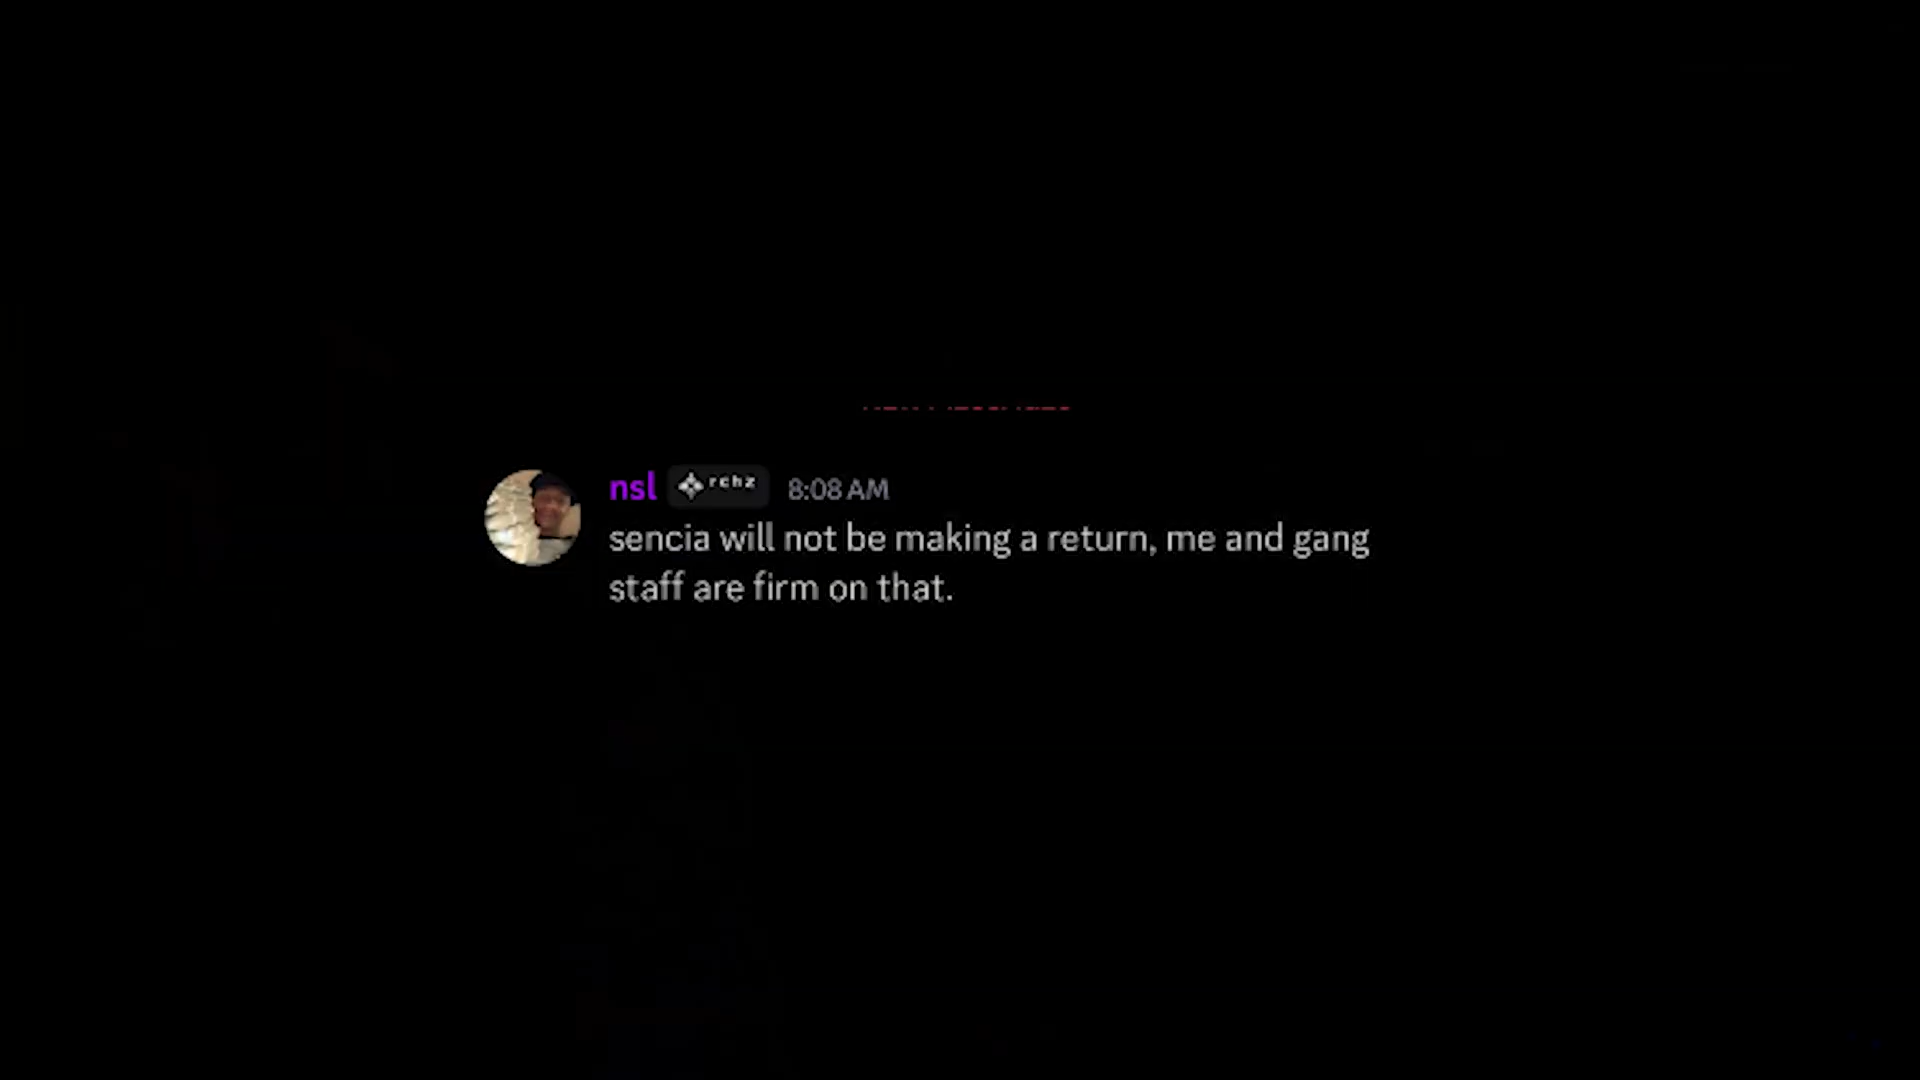 nsl rchz 8:08 AM
sencia will not be making a return, me and gang
staff are firm on that.